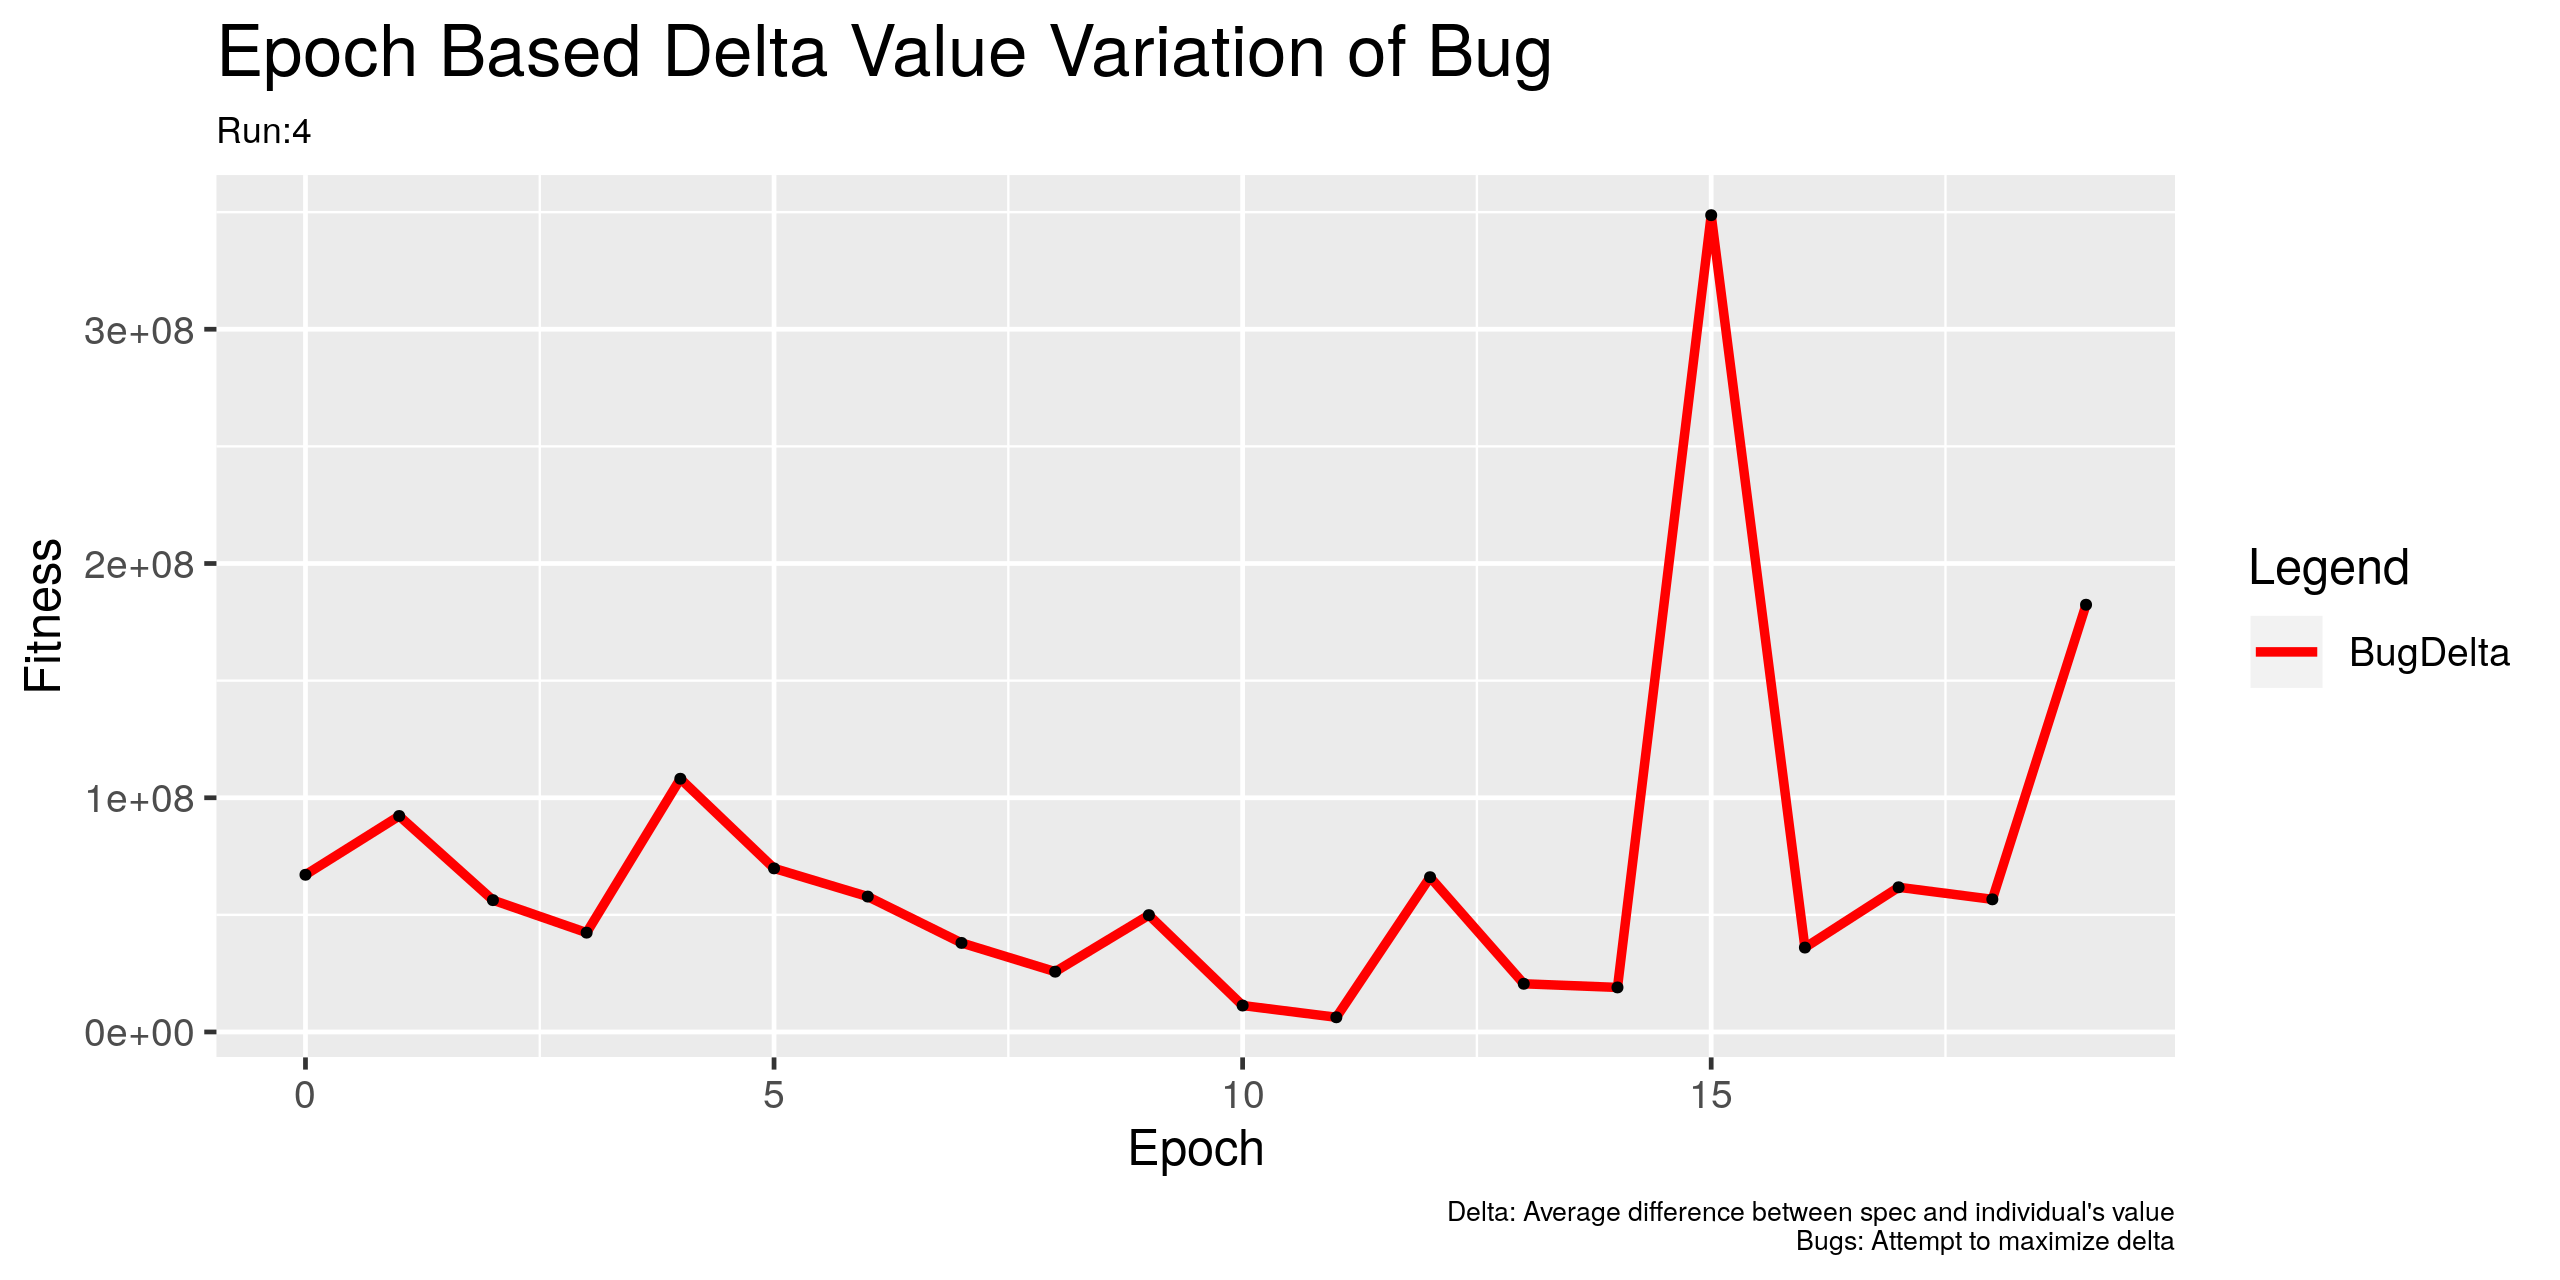 Epoch Based Delta Value Variation of Bug
Run:4
Fitness
3e+08
2e+08
1e+08
0e+00
0 5 10 15
Epoch
Legend
BugDelta
Delta: Average difference between spec and individual's value
Bugs: Attempt to maximize delta